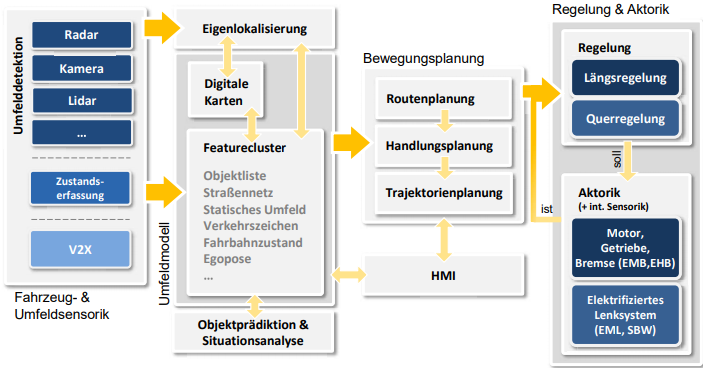 Umfelddetektion
Radar
Kamera
Lidar
...
Zustands-
erfassung
V2X
Fahrzeug- &
Umfeldsensorik
Eigenlokalisierung
Umfeldmodell
Digitale
Karten
Featurecluster
Objektliste
Straßennetz
Statisches Umfeld
Verkehrszeichen
Fahrbahnzustand
Egopose
...
Objektprädiktion &
Situationsanalyse
Bewegungsplanung
Routenplanung
Handlungsplanung
Trajektorienplanung
HMI
Regelung & Aktorik
Regelung
Längsregelung
Querregelung
soll
ist
Aktorik
(+ int. Sensorik)
Motor,
Getriebe,
Bremse (EMB,EHB)
Elektrifiziertes
Lenksystem
(EML, SBW)